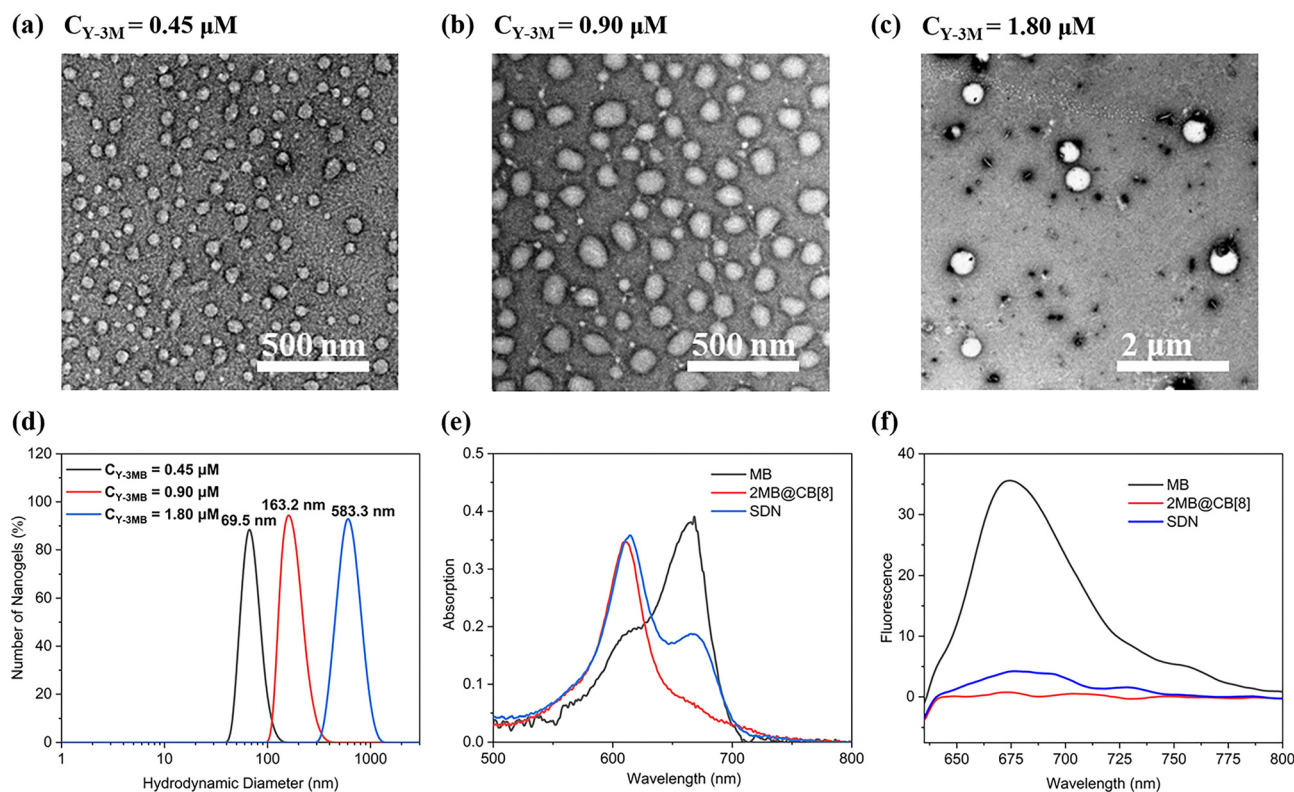 (a) C_Y-3M = 0.45 μM
(b) C_Y-3M = 0.90 μM
(c) C_Y-3M = 1.80 μM
500 nm
500 nm
2 μm
(d)
120
100
80
60
40
20
0
Number of Nanogels (%)
C_Y-3MB = 0.45 μM
C_Y-3MB = 0.90 μM
C_Y-3MB = 1.80 μM
69.5 nm
163.2 nm
583.3 nm
1 10 100 1000
Hydrodynamic Diameter (nm)
(e)
0.5
0.4
0.3
0.2
0.1
0.0
Absorption
MB
2MB@CB[8]
SDN
500 600 700 800
Wavelength (nm)
(f)
40
30
20
10
0
Fluorescence
MB
2MB@CB[8]
SDN
650 675 700 725 750 775 800
Wavelength (nm)